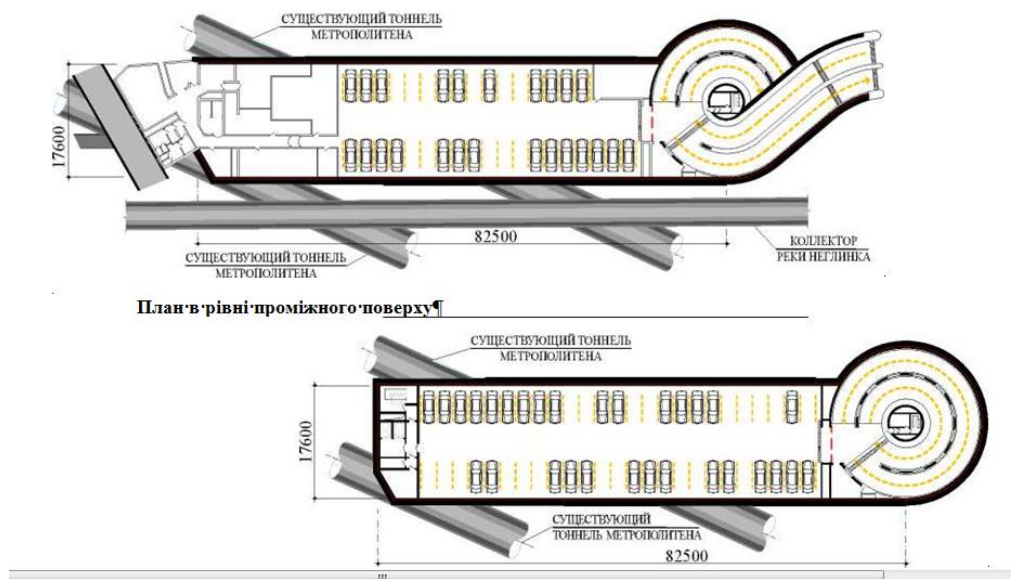 СУЩЕСТВУЮЩИЙ ТОННЕЛЬ
МЕТРОПОЛИТЕНА
17600
82500
СУЩЕСТВУЮЩИЙ ТОННЕЛЬ
МЕТРОПОЛИТЕНА
КОЛЛЕКТОР
РЕКИ НЕГЛИНКА
План·в·рівні·проміжного·поверху¶
СУЩЕСТВУЮЩИЙ ТОННЕЛЬ
МЕТРОПОЛИТЕНА
17600
СУЩЕСТВУЮЩИЙ
ТОННЕЛЬ МЕТРОПОЛИТЕНА
82500